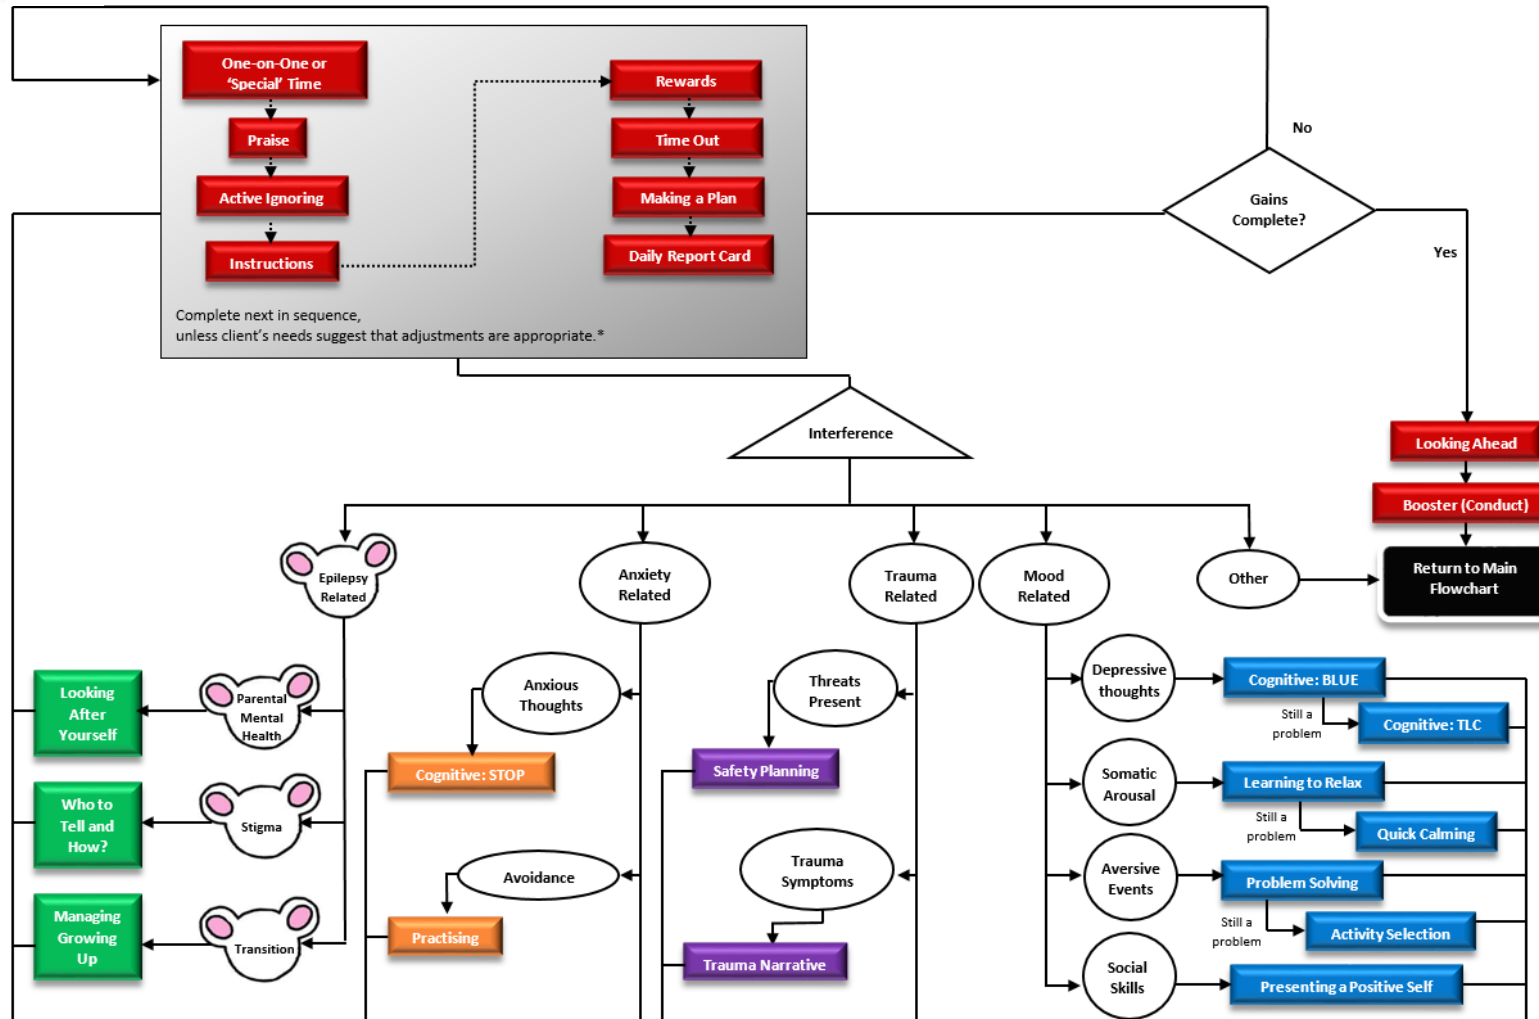 One-on-One or
'Special' Time
Praise
Active Ignoring
Instructions
Rewards
Time Out
Making a Plan
Daily Report Card
Complete next in sequence,
unless client's needs suggest that adjustments are appropriate.*
No
Gains
Complete?
Yes
Looking Ahead
Booster (Conduct)
Return to Main
Flowchart
Interference
Epilepsy
Related
Anxiety
Related
Trauma
Related
Mood
Related
Other
Looking
After
Yourself
Parental
Mental
Health
Who to
Tell and
How?
Stigma
Managing
Growing
Up
Transition
Anxious
Thoughts
Cognitive: STOP
Avoidance
Practising
Threats
Present
Safety Planning
Trauma
Symptoms
Trauma Narrative
Depressive
thoughts
Cognitive: BLUE
Still a
problem
Cognitive: TLC
Somatic
Arousal
Learning to Relax
Still a
problem
Quick Calming
Aversive
Events
Problem Solving
Still a
problem
Activity Selection
Social
Skills
Presenting a Positive Self